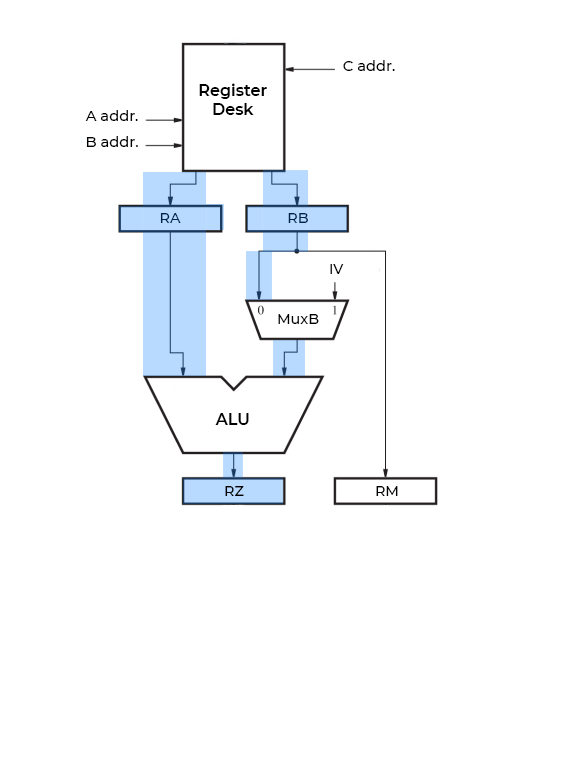 Register
Desk
C addr.
A addr.
B addr.
RA
RB
IV
0
1
MuxB
ALU
RZ
RM